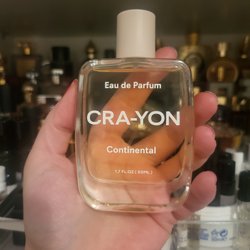 Eau de Parfum
CRA-YON
Continental
1.7 FL.OZ | 50ML.